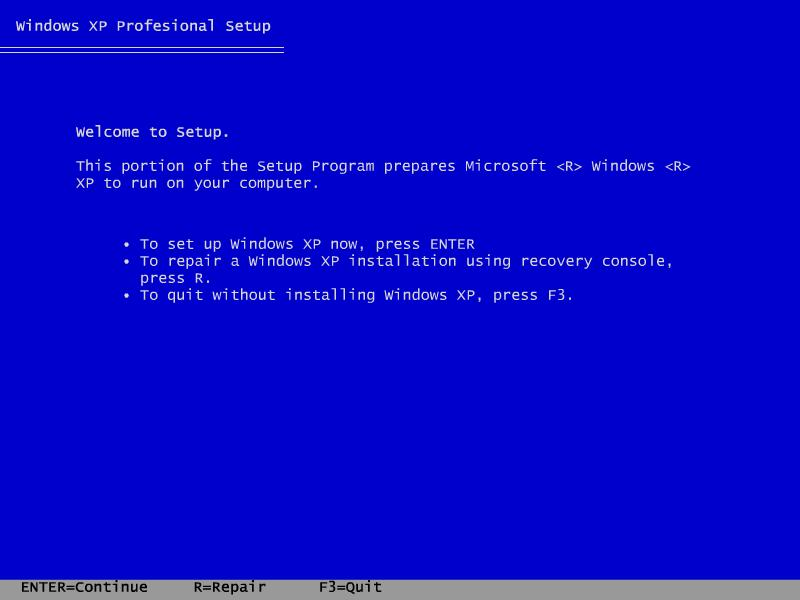 Windows XP Profesional Setup
Welcome to Setup.
This portion of the Setup Program prepares Microsoft <R> Windows <R>
XP to run on your computer.
• To set up Windows XP now, press ENTER
• To repair a Windows XP installation using recovery console,
press R.
• To quit without installing Windows XP, press F3.
ENTER=Continue R=Repair F3=Quit